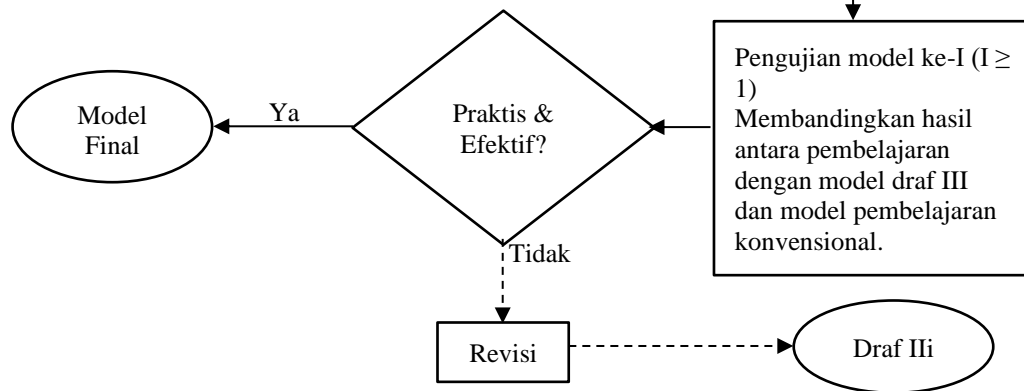 Pengujian model ke-I (I ≥
1)
Membandingkan hasil
antara pembelajaran
dengan model draf III
dan model pembelajaran
konvensional.
Praktis &
Efektif?
Ya
Model
Final
Tidak
Revisi
Draf IIi